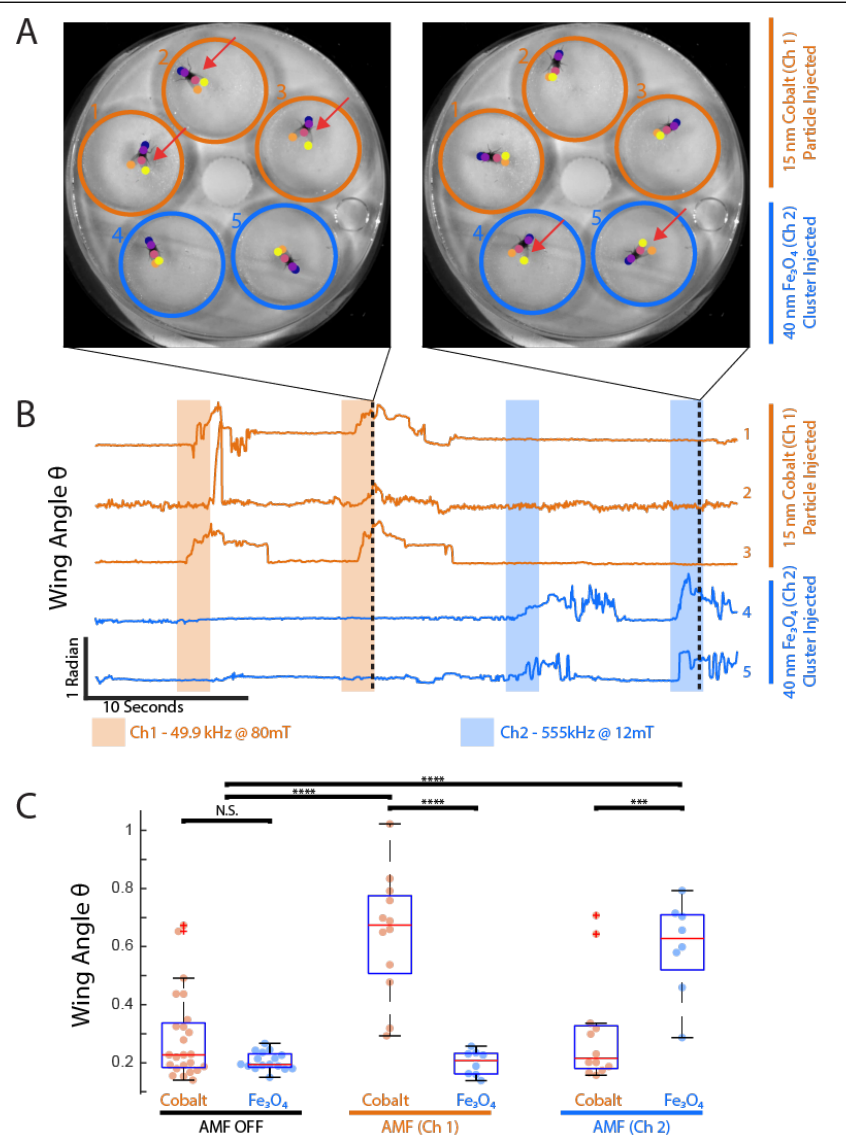 A
1
2
3
4
5
1
2
3
4
5
15 nm Cobalt (Ch 1)
Particle Injected
40 nm Fe₃O₄ (Ch 2)
Cluster Injected
B
Wing Angle θ
1
2
3
4
5
15 nm Cobalt (Ch 1)
Particle Injected
40 nm Fe₃O₄ (Ch 2)
Cluster Injected
1 Radian
10 Seconds
Ch1 - 49.9 kHz @ 80mT
Ch2 - 555kHz @ 12mT
C
Wing Angle θ
1
0.8
0.6
0.4
0.2
N.S.
****
****
****
***
Cobalt
Fe₃O₄
Cobalt
Fe₃O₄
Cobalt
Fe₃O₄
AMF OFF
AMF (Ch 1)
AMF (Ch 2)